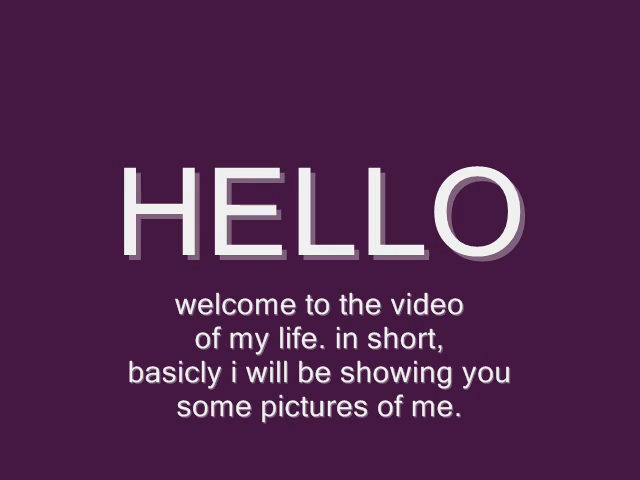 HELLO
welcome to the video
of my life. in short,
basicly i will be showing you
some pictures of me.